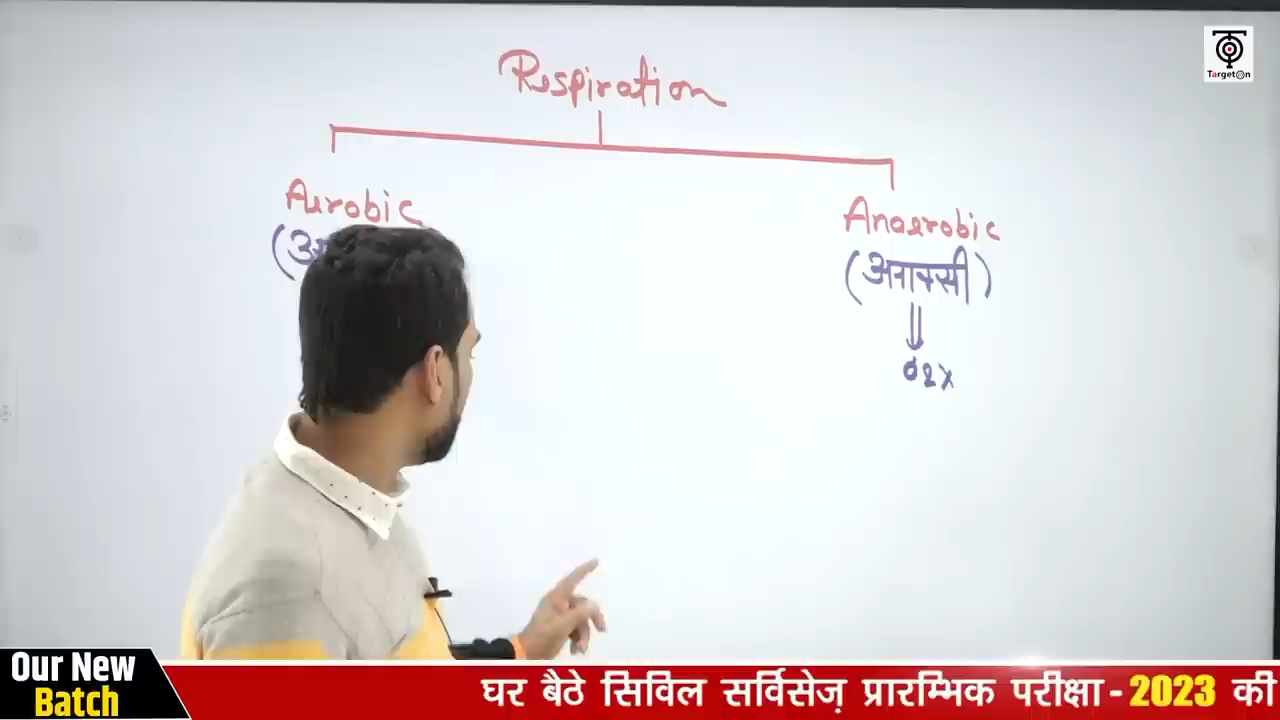 Respiration
Aerobic
Anaerobic
(अनाक्सी)
O2 x
TargetOn
Our New
Batch
घर बैठे सिविल सर्विसेज़ प्रारम्भिक परीक्षा - 2023 की